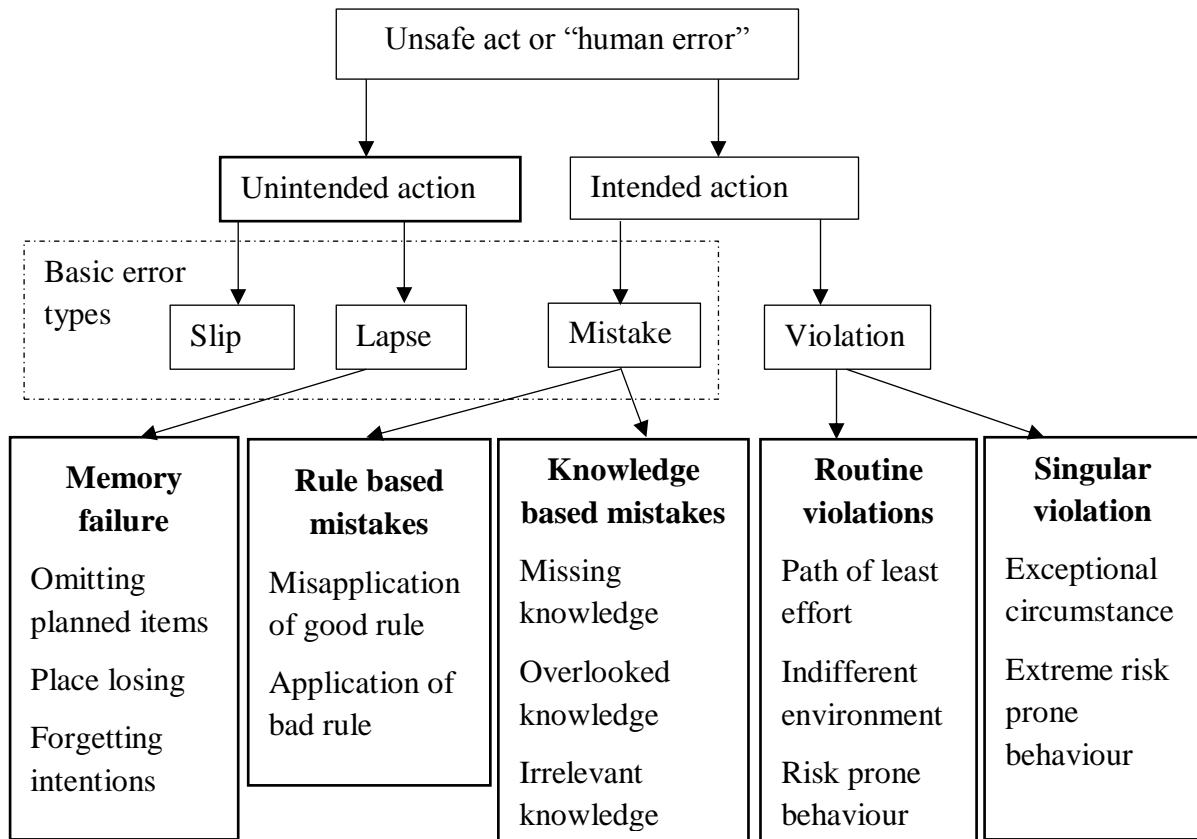 Unsafe act or “human error”
Unintended action
Intended action
Basic error
types
Slip
Lapse
Mistake
Violation
Memory
failure
Omitting
planned items
Place losing
Forgetting
intentions
Rule based
mistakes
Misapplication
of good rule
Application of
bad rule
Knowledge
based mistakes
Missing
knowledge
Overlooked
knowledge
Irrelevant
knowledge
Routine
violations
Path of least
effort
Indifferent
environment
Risk prone
behaviour
Singular
violation
Exceptional
circumstance
Extreme risk
prone
behaviour